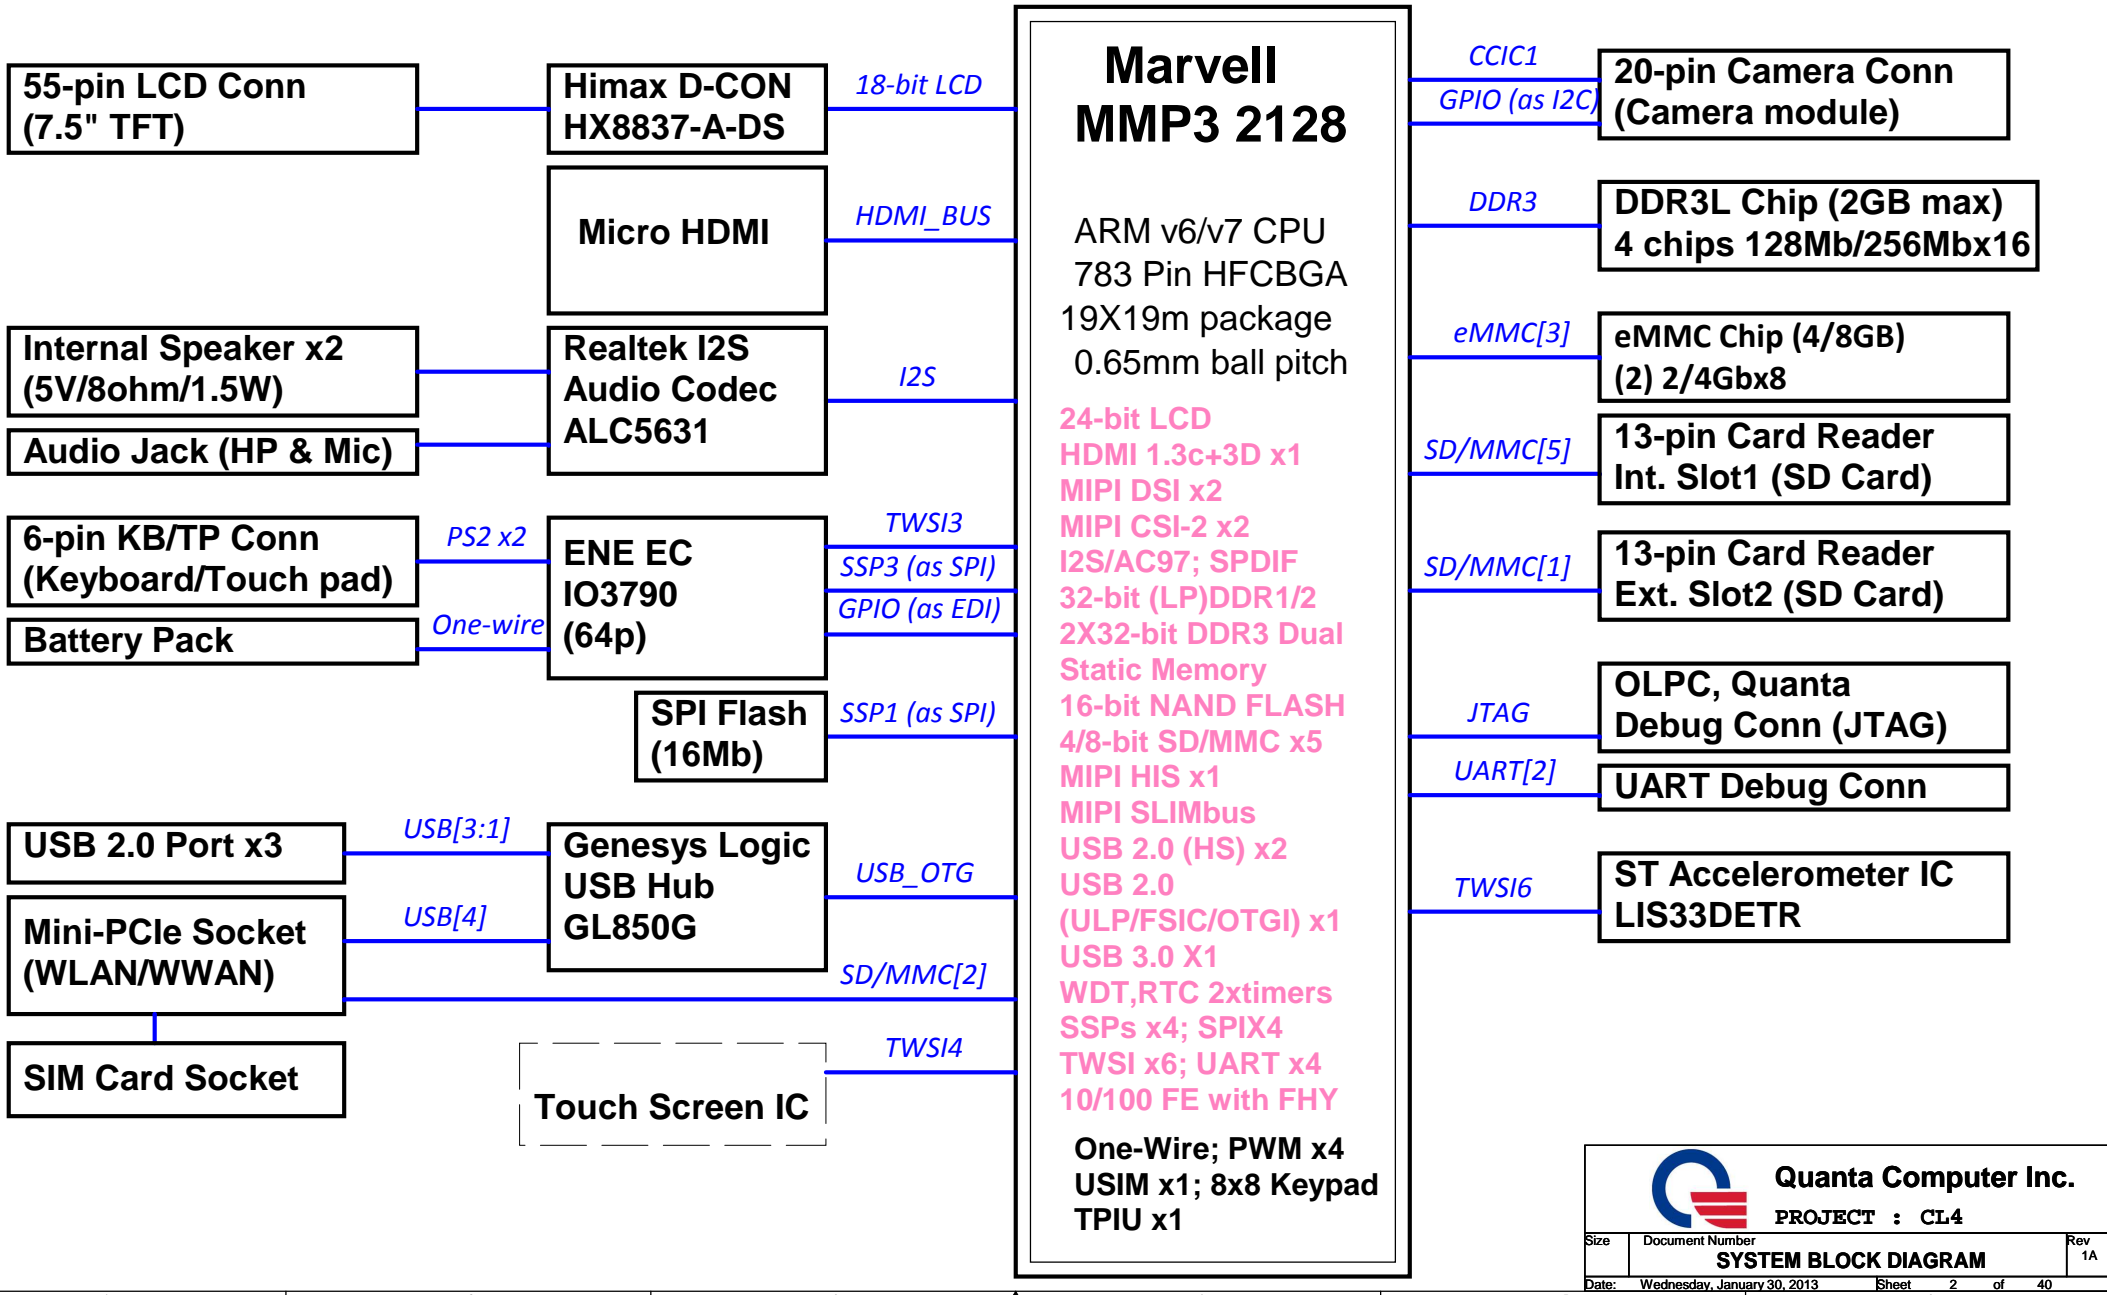 55-pin LCD Conn
(7.5" TFT)
Himax D-CON
HX8837-A-DS
18-bit LCD
Micro HDMI
HDMI_BUS
Internal Speaker x2
(5V/8ohm/1.5W)
Audio Jack (HP & Mic)
Realtek I2S
Audio Codec
ALC5631
I2S
6-pin KB/TP Conn
(Keyboard/Touch pad)
PS2 x2
Battery Pack
One-wire
ENE EC
IO3790
(64p)
TWSI3
SSP3 (as SPI)
GPIO (as EDI)
SPI Flash
(16Mb)
SSP1 (as SPI)
USB 2.0 Port x3
USB[3:1]
Mini-PCIe Socket
(WLAN/WWAN)
USB[4]
Genesys Logic
USB Hub
GL850G
USB_OTG
SD/MMC[2]
SIM Card Socket
Touch Screen IC
TWSI4
Marvell
MMP3 2128
ARM v6/v7 CPU
783 Pin HFCBGA
19X19m package
0.65mm ball pitch
24-bit LCD
HDMI 1.3c+3D x1
MIPI DSI x2
MIPI CSI-2 x2
I2S/AC97; SPDIF
32-bit (LP)DDR1/2
2X32-bit DDR3 Dual
Static Memory
16-bit NAND FLASH
4/8-bit SD/MMC x5
MIPI HIS x1
MIPI SLIMbus
USB 2.0 (HS) x2
USB 2.0
(ULP/FSIC/OTGI) x1
USB 3.0 X1
WDT,RTC 2xtimers
SSPs x4; SPIX4
TWSI x6; UART x4
10/100 FE with FHY
One-Wire; PWM x4
USIM x1; 8x8 Keypad
TPIU x1
CCIC1
GPIO (as I2C)
20-pin Camera Conn
(Camera module)
DDR3
DDR3L Chip (2GB max)
4 chips 128Mb/256Mbx16
eMMC[3]
eMMC Chip (4/8GB)
(2) 2/4Gbx8
SD/MMC[5]
13-pin Card Reader
Int. Slot1 (SD Card)
SD/MMC[1]
13-pin Card Reader
Ext. Slot2 (SD Card)
JTAG
OLPC, Quanta
Debug Conn (JTAG)
UART[2]
UART Debug Conn
TWSI6
ST Accelerometer IC
LIS33DETR
Quanta Computer Inc.
PROJECT : CL4
Size Document Number Rev
SYSTEM BLOCK DIAGRAM 1A
Date: Wednesday, January 30, 2013 Sheet 2 of 40